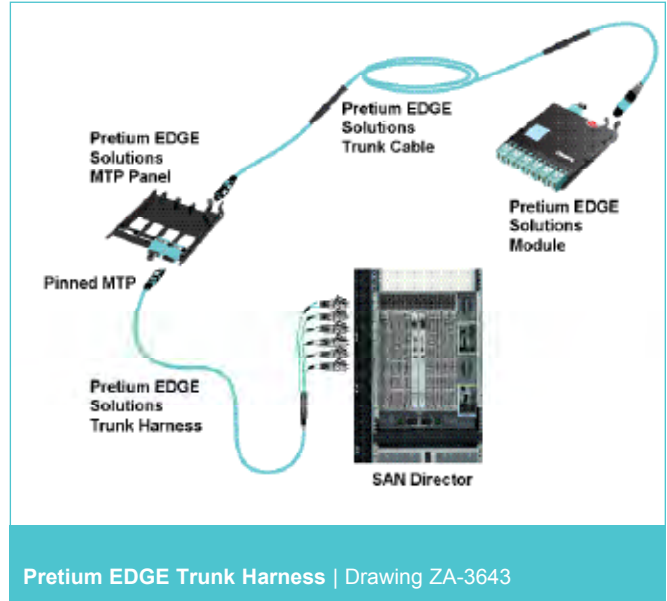 Pretium EDGE
Solutions
Trunk Cable
Pretium EDGE
Solutions
MTP Panel
Pretium EDGE
Solutions
Module
Pinned MTP
Pretium EDGE
Solutions
Trunk Harness
SAN Director
Pretium EDGE Trunk Harness | Drawing ZA-3643